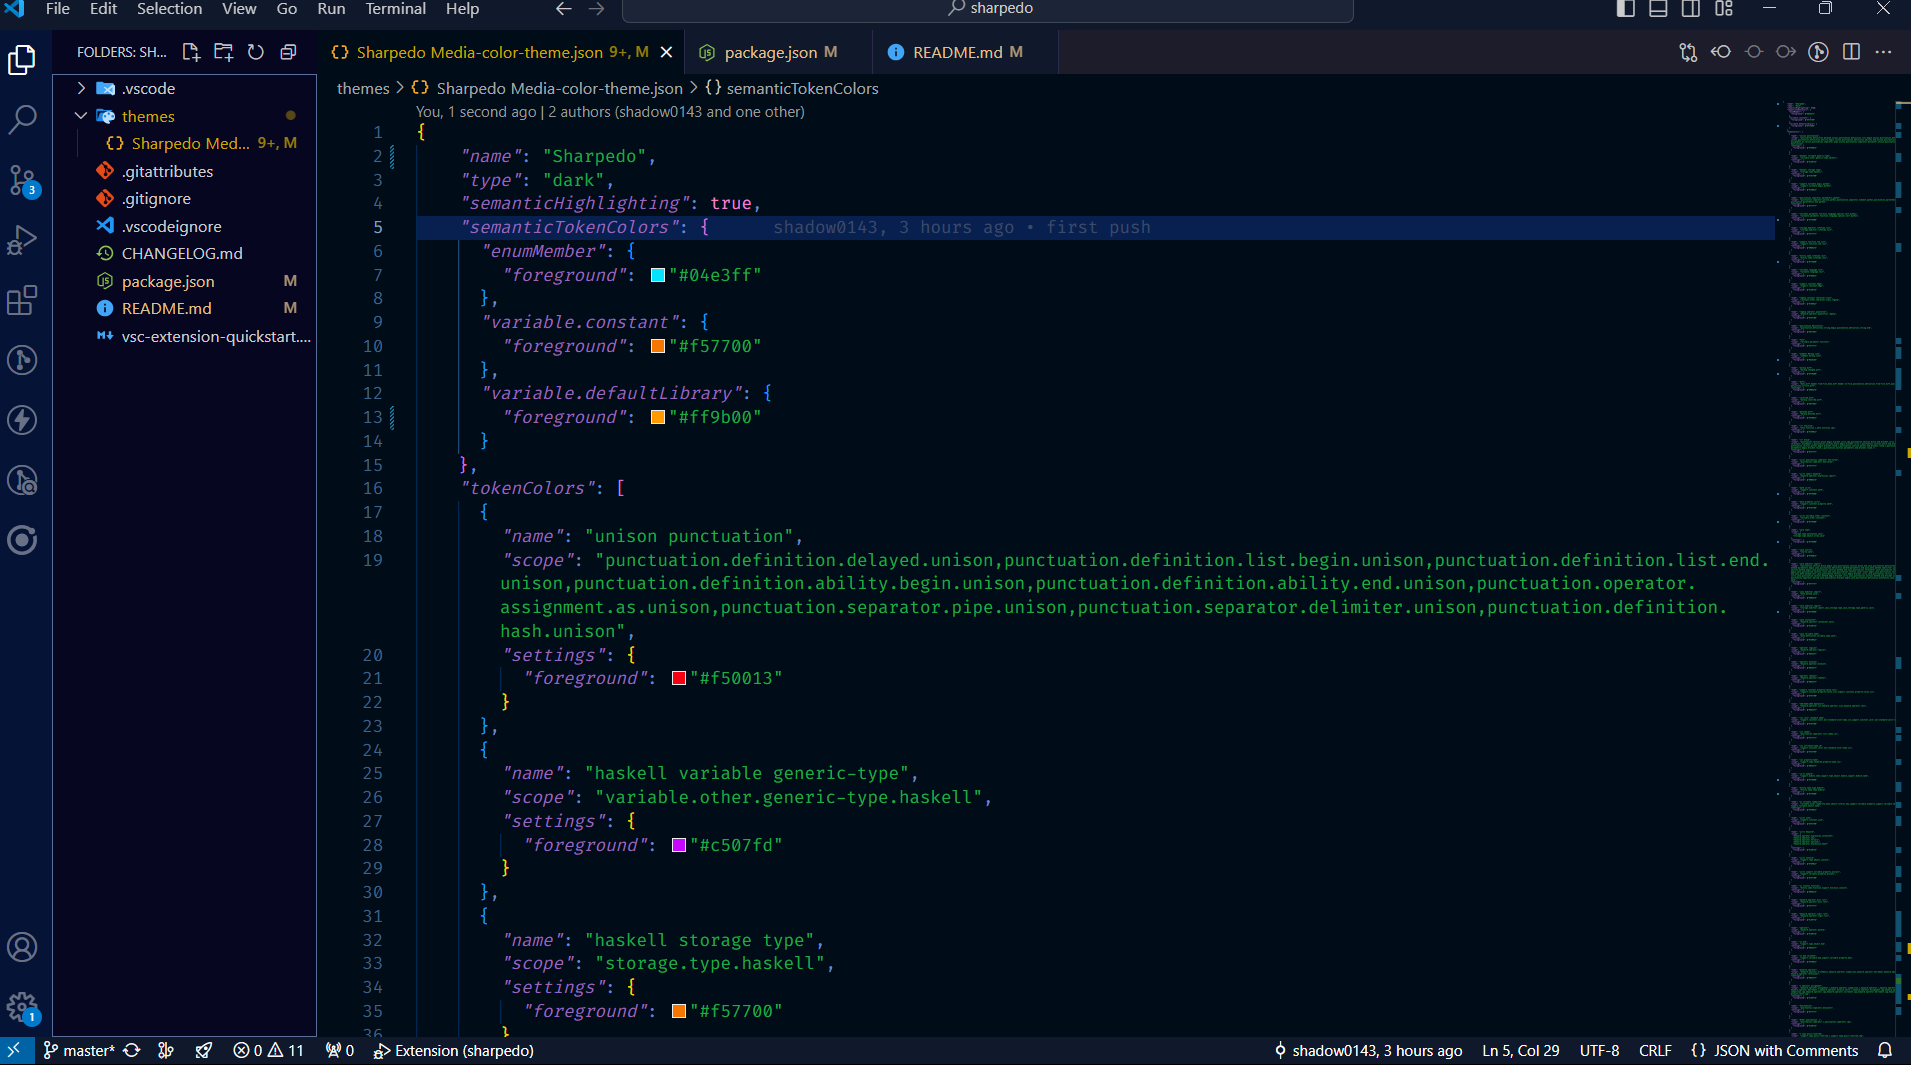 File Edit Selection View Go Run Terminal Help sharpedo
FOLDERS: SH... Sharpedo Media-color-theme.json 9+, M package.json M README.md M
.vscode
themes
Sharpedo Med... 9+, M
.gitattributes
.gitignore
.vscodeignore
CHANGELOG.md
package.json M
README.md M
vsc-extension-quickstart....
themes > {} Sharpedo Media-color-theme.json > {} semanticTokenColors
You, 1 second ago | 2 authors (shadow0143 and one other)
1 {
2 "name": "Sharpedo",
3 "type": "dark",
4 "semanticHighlighting": true,
5 "semanticTokenColors": { shadow0143, 3 hours ago • first push
6 "enumMember": {
7 "foreground": "#04e3ff"
8 },
9 "variable.constant": {
10 "foreground": "#f57700"
11 },
12 "variable.defaultLibrary": {
13 "foreground": "#ff9b00"
14 }
15 },
16 "tokenColors": [
17 {
18 "name": "unison punctuation",
19 "scope": "punctuation.definition.delayed.unison,punctuation.definition.list.begin.unison,punctuation.definition.list.end.
unison,punctuation.definition.ability.begin.unison,punctuation.definition.ability.end.unison,punctuation.operator.
assignment.as.unison,punctuation.separator.pipe.unison,punctuation.separator.delimiter.unison,punctuation.definition.
hash.unison",
20 "settings": {
21 "foreground": "#f50013"
22 }
23 },
24 {
25 "name": "haskell variable generic-type",
26 "scope": "variable.other.generic-type.haskell",
27 "settings": {
28 "foreground": "#c507fd"
29 }
30 },
31 {
32 "name": "haskell storage type",
33 "scope": "storage.type.haskell",
34 "settings": {
35 "foreground": "#f57700"
36 }
3
1
master* 0 11 0 Extension (sharpedo) shadow0143, 3 hours ago Ln 5, Col 29 UTF-8 CRLF {} JSON with Comments